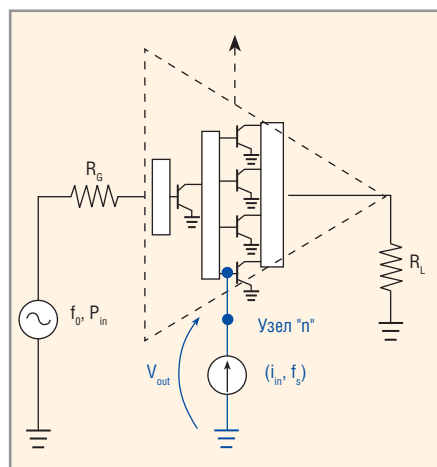 R_G
R_L
f_0, P_in
Узел "n"
V_out
(i_in, f_s)